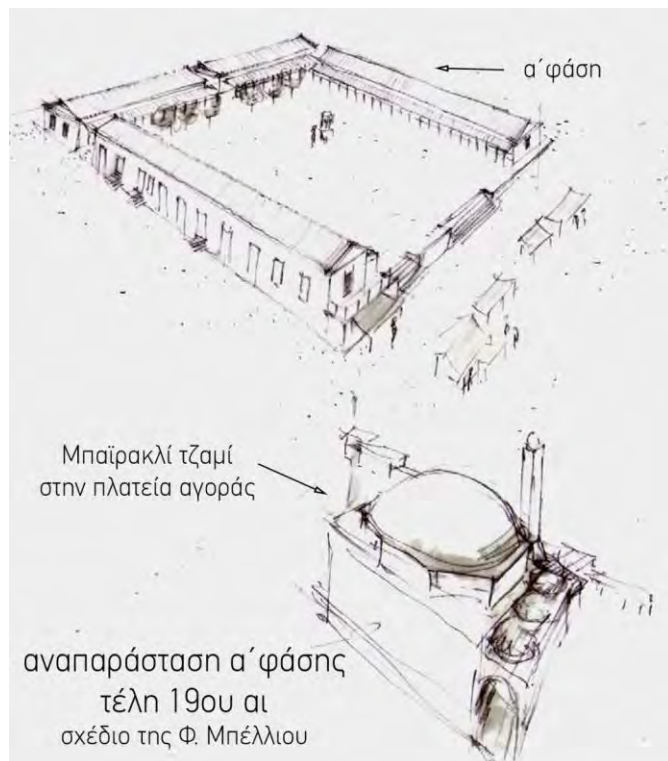 α΄φάση
Μπαϊρακλί τζαμί
στην πλατεία αγοράς
αναπαράσταση α΄φάσης
τέλη 19ου αι
σχέδιο της Φ. Μπέλλιου